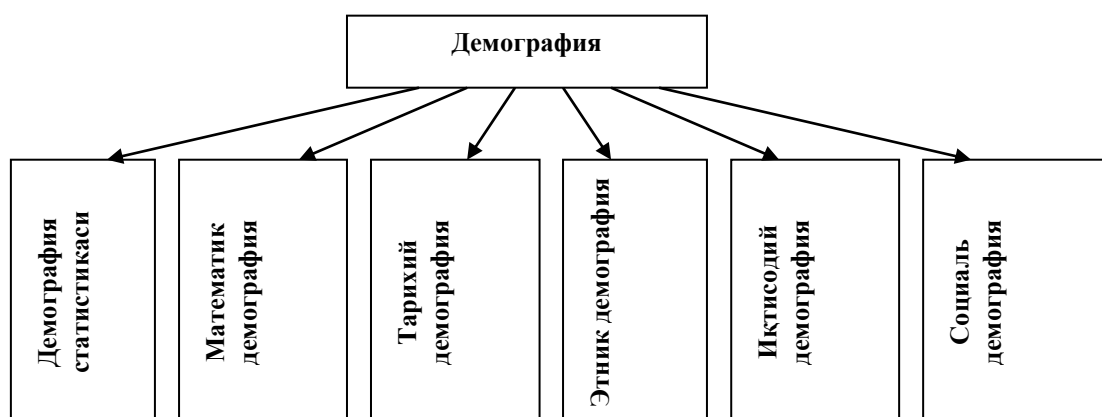 Демография
Демография
статистикаси
Математик
демография
Тарихий
демография
Этник демография
Иқтисодий
демография
Социаль
демография